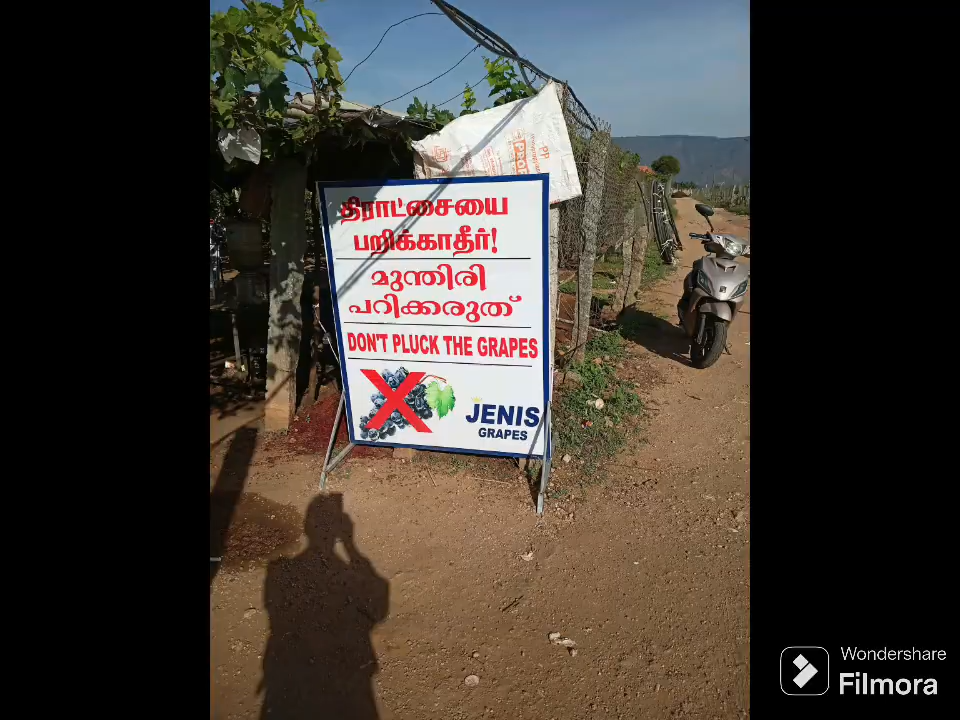 திராட்சையை
பறிக்காதீர்!
മുന്തിരി
പറിക്കരുത്
DON'T PLUCK THE GRAPES
JENIS
GRAPES
Wondershare
Filmora